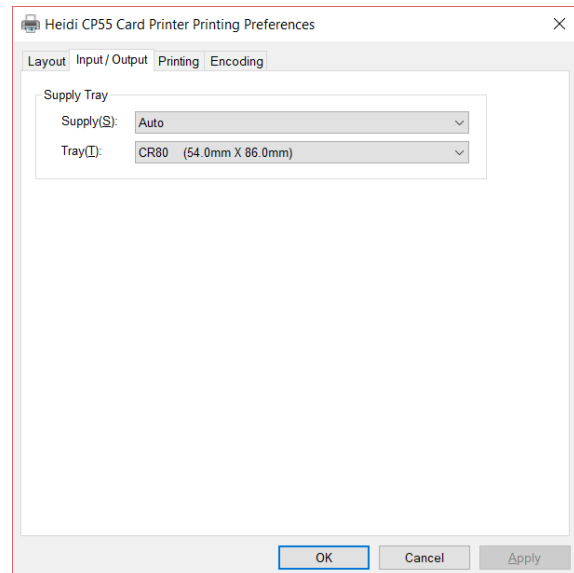 Heidi CP55 Card Printer Printing Preferences
Layout Input / Output Printing Encoding
Supply Tray
Supply(S): Auto
Tray(T): CR80 (54.0mm X 86.0mm)
OK Cancel Apply